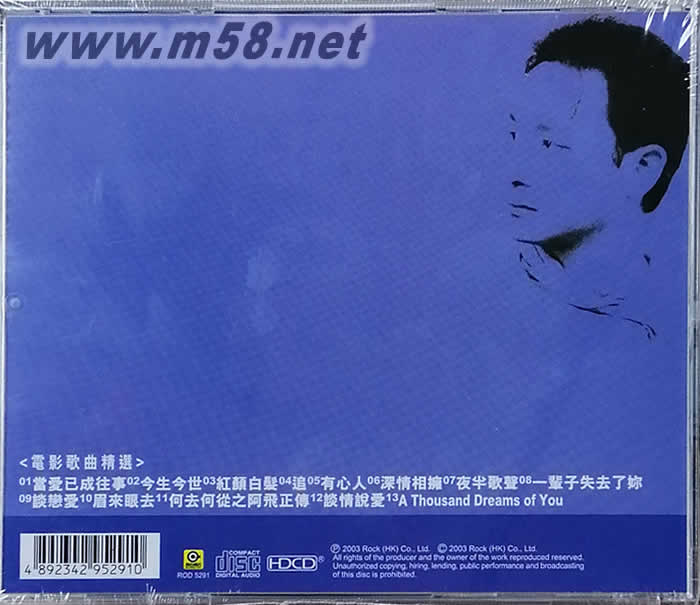 www.m58.net
<電影歌曲精選>
01當愛已成往事02今生今世03紅顏白髮04追05有心人06深情相擁07夜半歌聲08一輩子失去了妳
09談戀愛10眉來眼去11何去何從之阿飛正傳12談情說愛13A Thousand Dreams of You
4 892342 952910
ROD 5291
COMPACT
disc
DIGITAL AUDIO
HDCD
℗ 2003 Rock (HK) Co., Ltd. © 2003 Rock (HK) Co., Ltd.
All rights of the producer and the owner of the work reproduced reserved.
Unauthorized copying, hiring, lending, public performance and broadcasting
of this disc is prohibited.